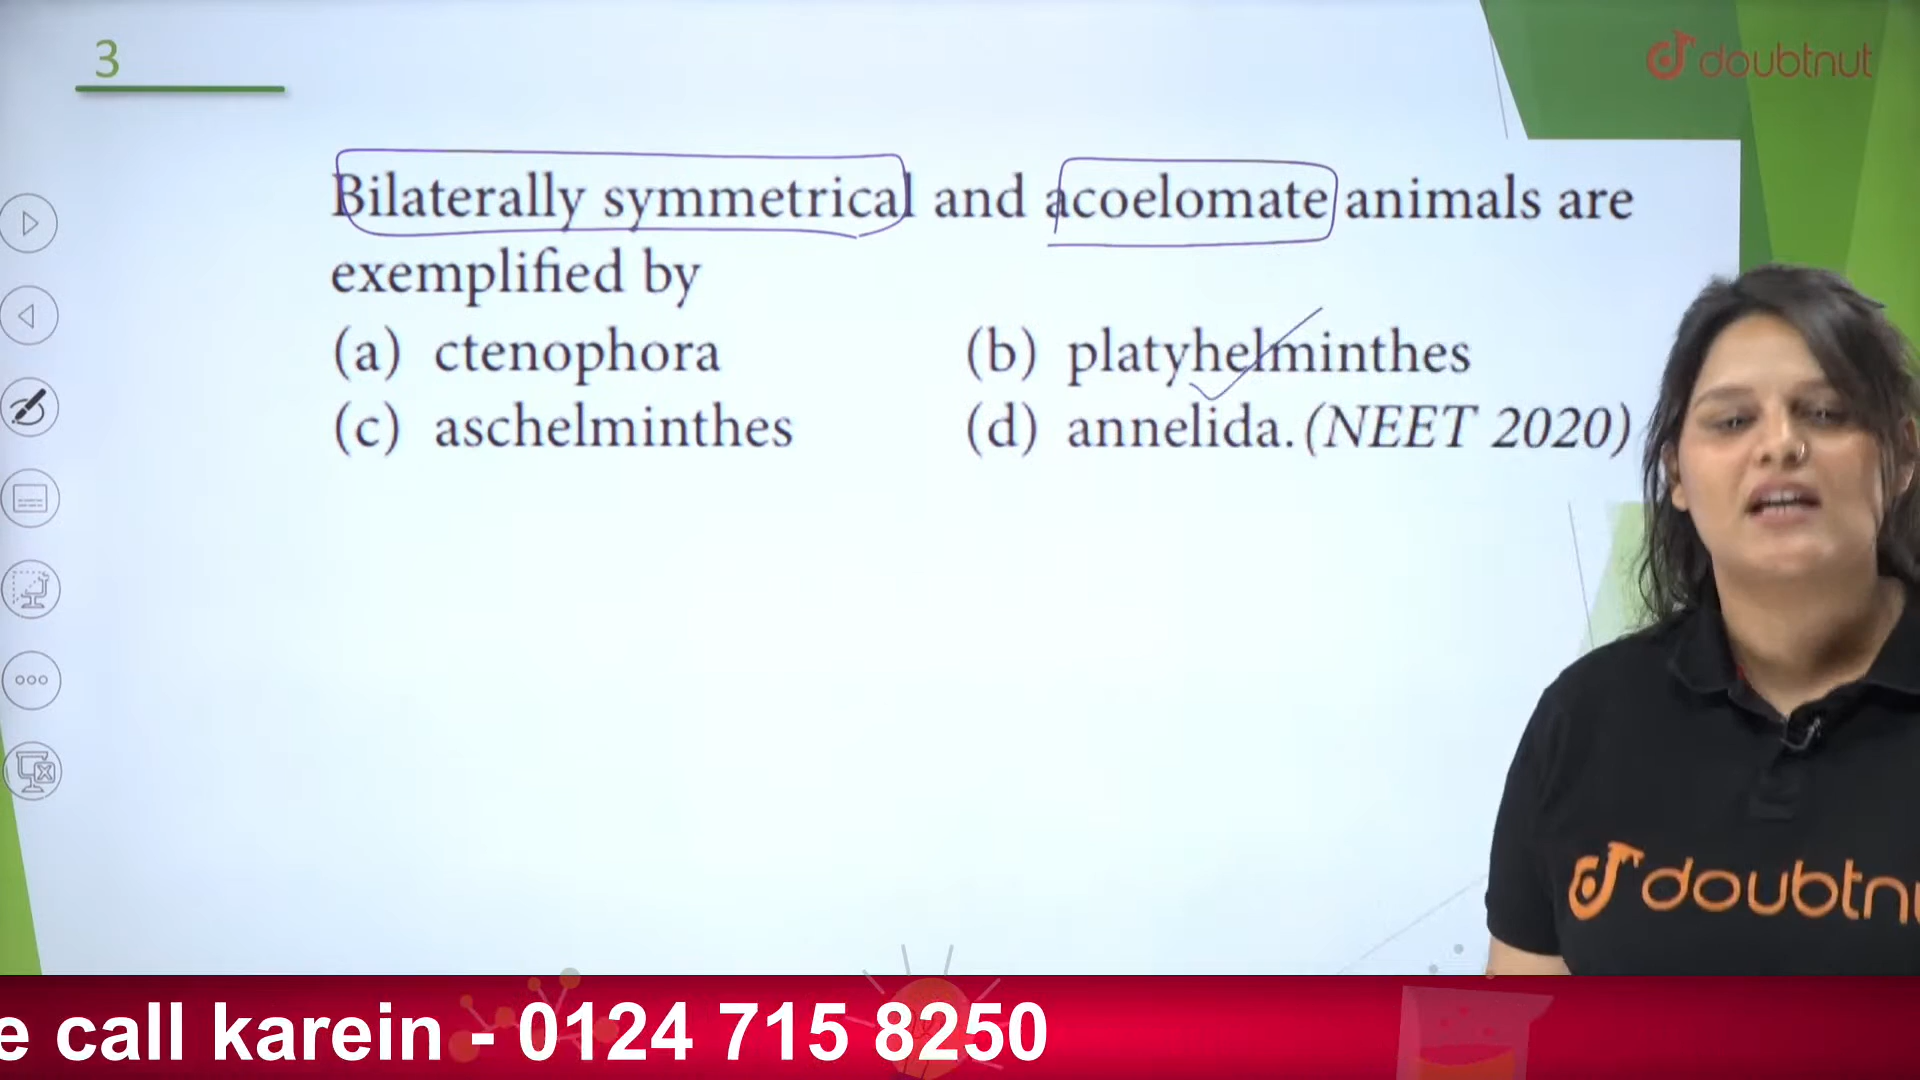 3
doubtnut
Bilaterally symmetrical and acoelomate animals are
exemplified by
(a) ctenophora (b) platyhelminthes
(c) aschelminthes (d) annelida. (NEET 2020)
doubtn
e call karein - 0124 715 8250